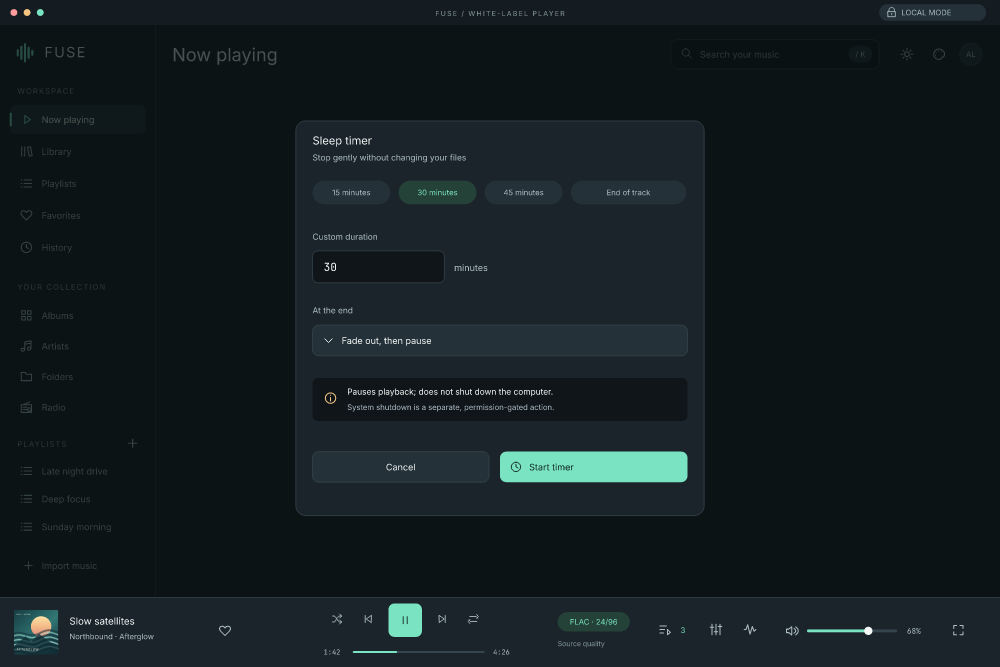 FUSE / WHITE-LABEL PLAYER
LOCAL MODE
FUSE
Now playing
Search your music
/ K
AL
WORKSPACE
Now playing
Library
Playlists
Favorites
History
YOUR COLLECTION
Albums
Artists
Folders
Radio
PLAYLISTS
Late night drive
Deep focus
Sunday morning
Import music
Sleep timer
Stop gently without changing your files
15 minutes
30 minutes
45 minutes
End of track
Custom duration
30
minutes
At the end
Fade out, then pause
Pauses playback; does not shut down the computer.
System shutdown is a separate, permission-gated action.
Cancel
Start timer
Slow satellites
Northbound · Afterglow
1:42
4:26
FLAC · 24/96
Source quality
3
68%